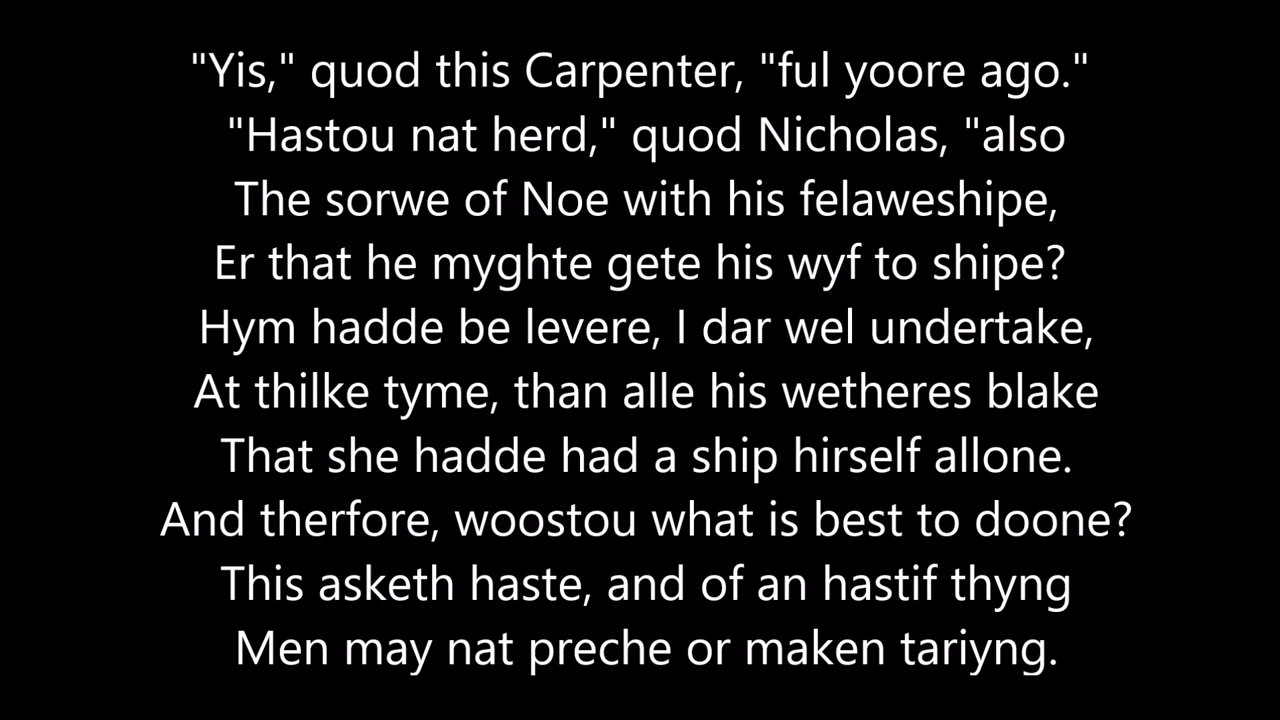 "Yis," quod this Carpenter, "ful yoore ago."
"Hastou nat herd," quod Nicholas, "also
The sorwe of Noe with his felaweshipe,
Er that he myghte gete his wyf to shipe?
Hym hadde be levere, I dar wel undertake,
At thilke tyme, than alle his wetheres blake
That she hadde had a ship hirself allone.
And therfore, woostou what is best to doone?
This asketh haste, and of an hastif thyng
Men may nat preche or maken tariyng.